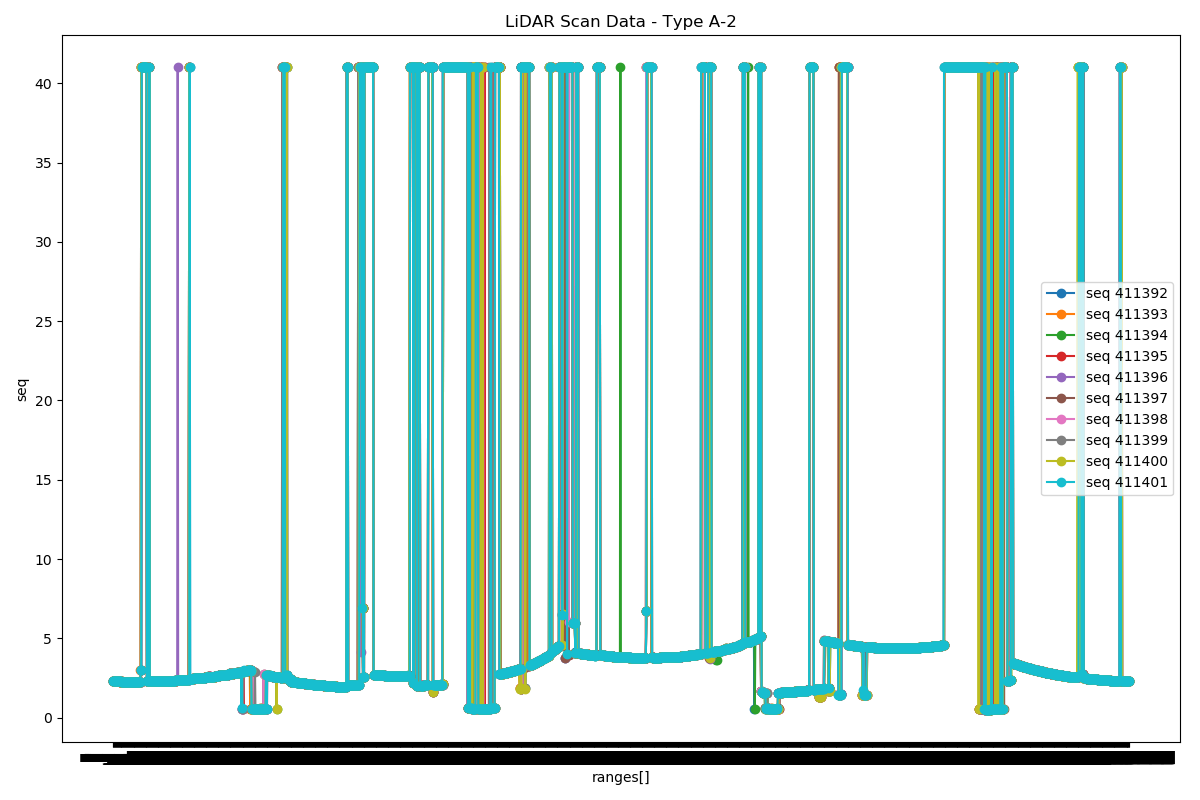 LiDAR Scan Data - Type A-2
seq
40
35
30
25
20
15
10
5
0
seq 411392
seq 411393
seq 411394
seq 411395
seq 411396
seq 411397
seq 411398
seq 411399
seq 411400
seq 411401
ranges[]